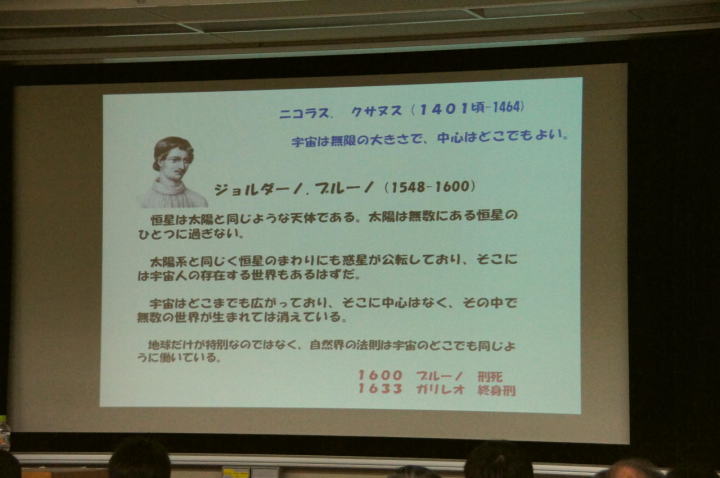 ニコラス. クサヌス (1401頃-1464)
宇宙は無限の大きさで、中心はどこでもよい。
ジョルダーノ.ブルーノ (1548-1600)
恒星は太陽と同じような天体である。太陽は無数にある恒星の
ひとつに過ぎない。
太陽系と同じく恒星のまわりにも惑星が公転しており、そこに
は宇宙人の存在する世界もあるはずだ。
宇宙はどこまでも広がっており、そこに中心はなく、その中で
無数の世界が生まれては消えている。
地球だけが特別なのではなく、自然界の法則は宇宙のどこでも同じよ
うに働いている。
1600 ブルーノ 刑死
1633 ガリレオ 終身刑